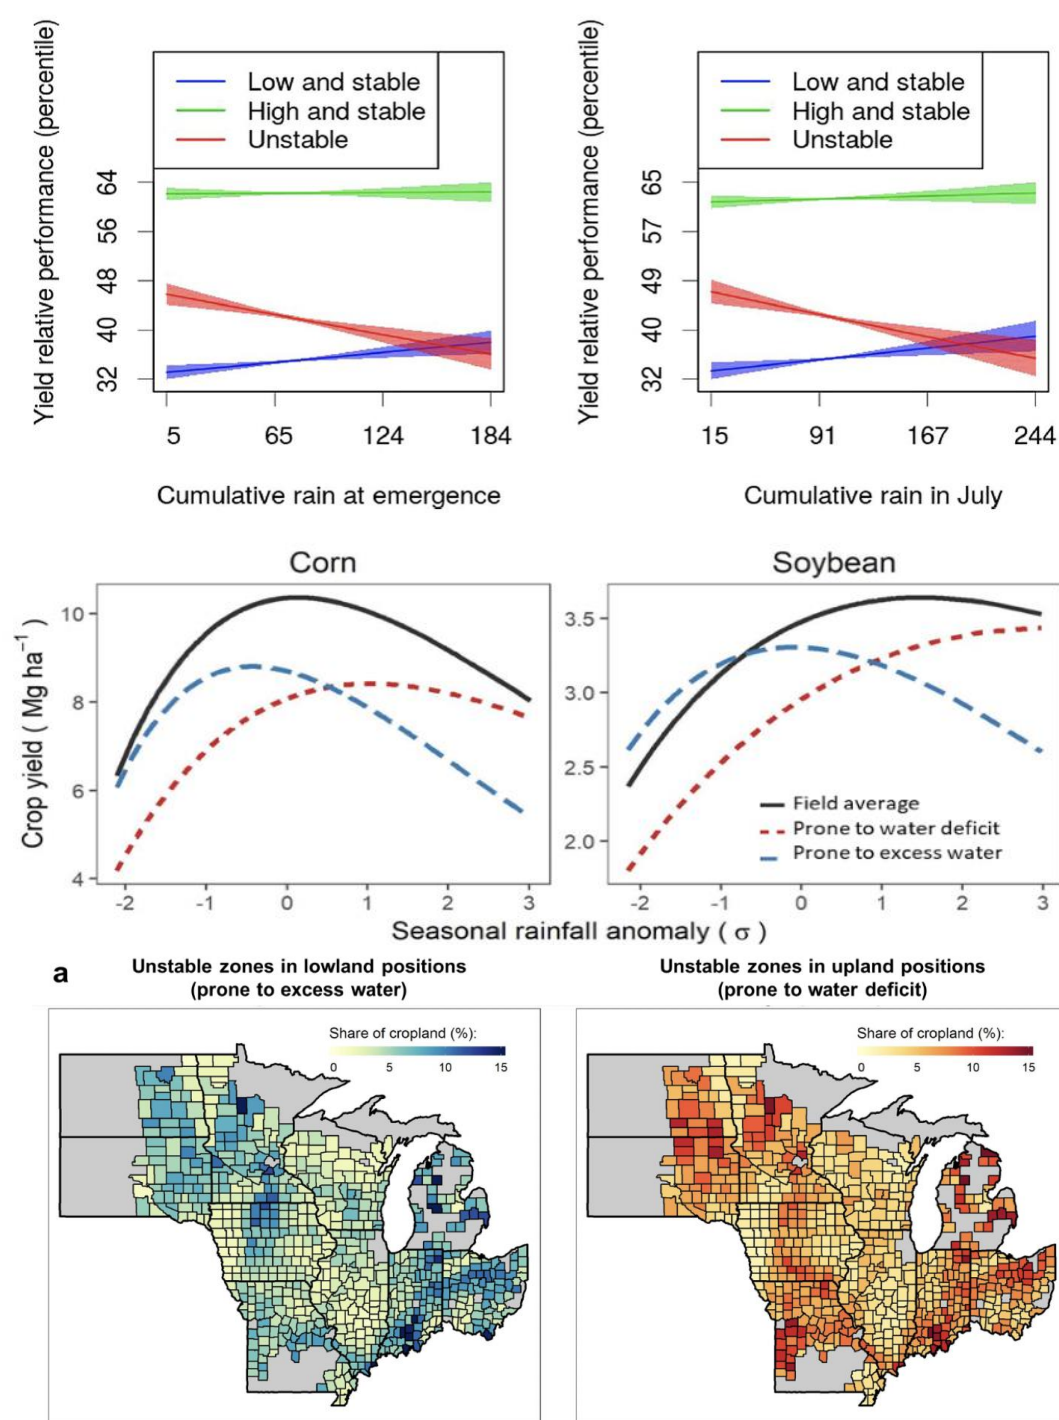 Yield relative performance (percentile)
Low and stable
High and stable
Unstable
64
56
48
40
32
5 65 124 184
Cumulative rain at emergence
Yield relative performance (percentile)
Low and stable
High and stable
Unstable
65
57
49
40
32
15 91 167 244
Cumulative rain in July
Corn
Crop yield ( Mg ha⁻¹ )
10
8
6
4
-2 -1 0 1 2 3
Soybean
3.5
3.0
2.5
2.0
Field average
Prone to water deficit
Prone to excess water
-2 -1 0 1 2 3
Seasonal rainfall anomaly ( σ )
a
Unstable zones in lowland positions
(prone to excess water)
Share of cropland (%):
0 5 10 15
Unstable zones in upland positions
(prone to water deficit)
Share of cropland (%):
0 5 10 15